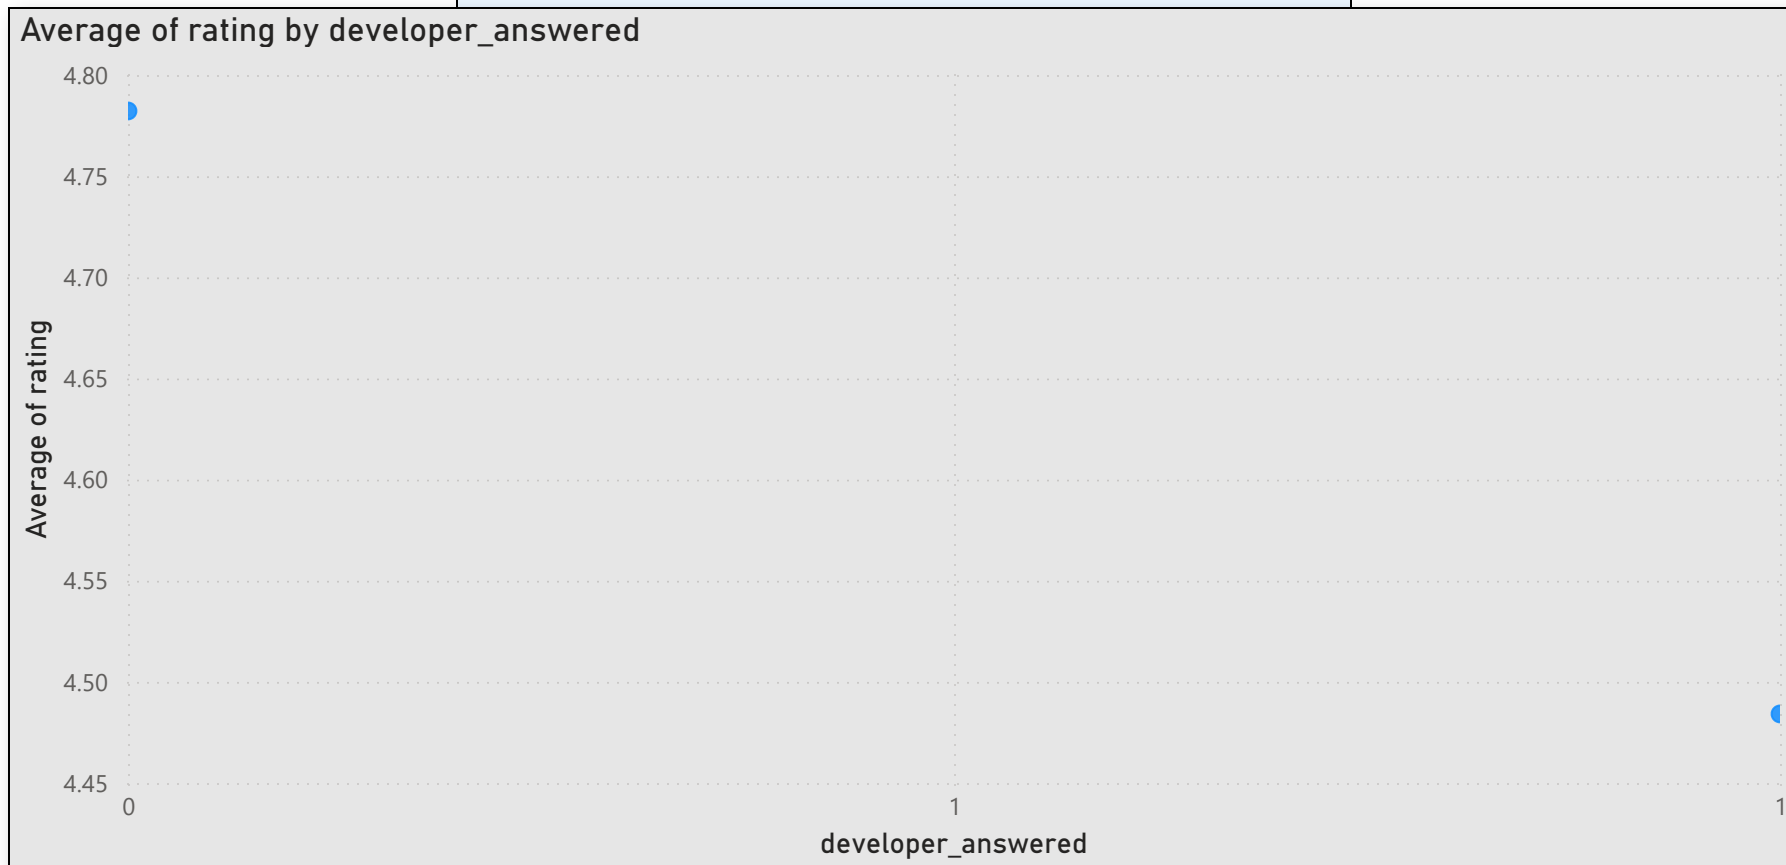 Average of rating by developer_answered
4.80
4.75
4.70
4.65
4.60
4.55
4.50
4.45
Average of rating
0 1 1
developer_answered